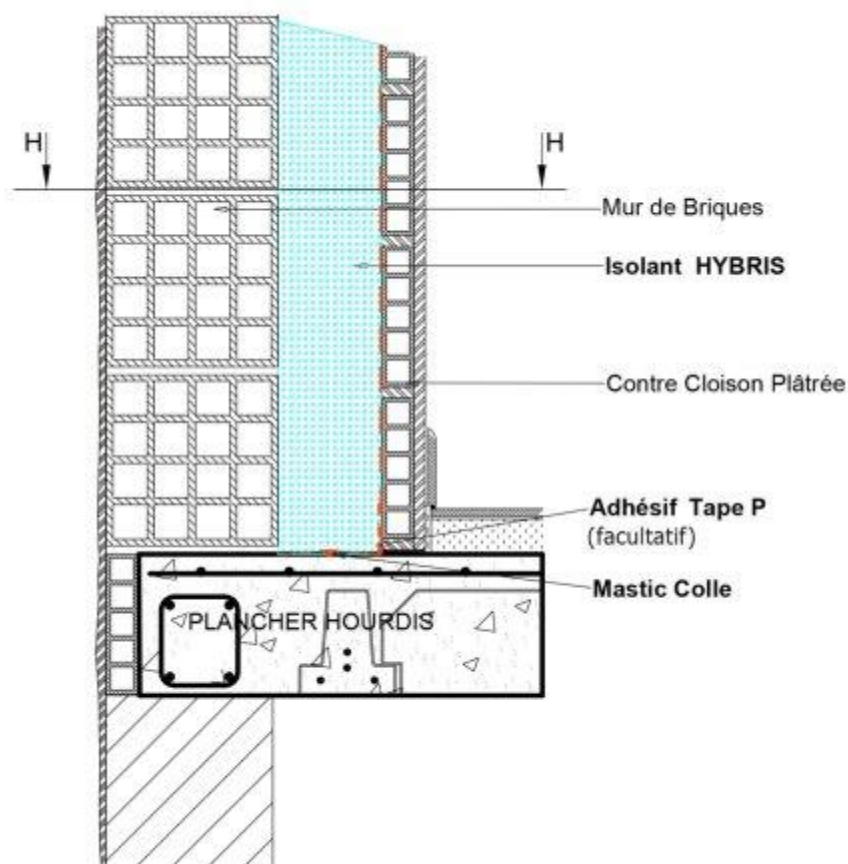 H
H
Mur de Briques
Isolant HYBRIS
Contre Cloison Plâtrée
Adhésif Tape P
(facultatif)
Mastic Colle
PLANCHER HOURDIS